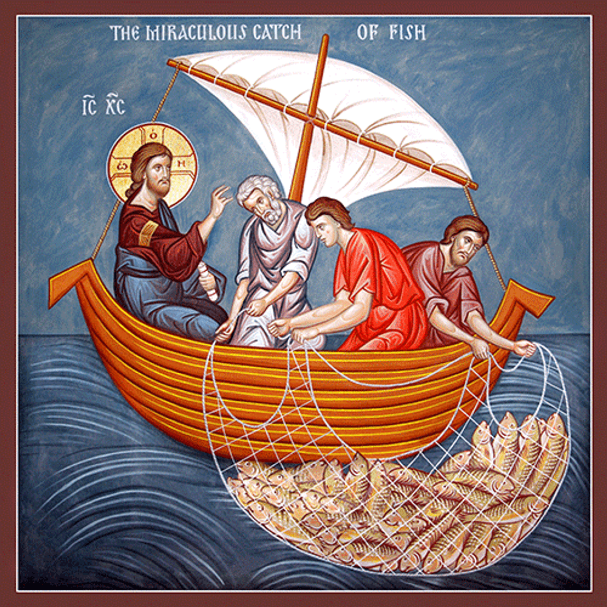 THE MIRACULOUS CATCH OF FISH
IC XC
Ο
Ѡ Н